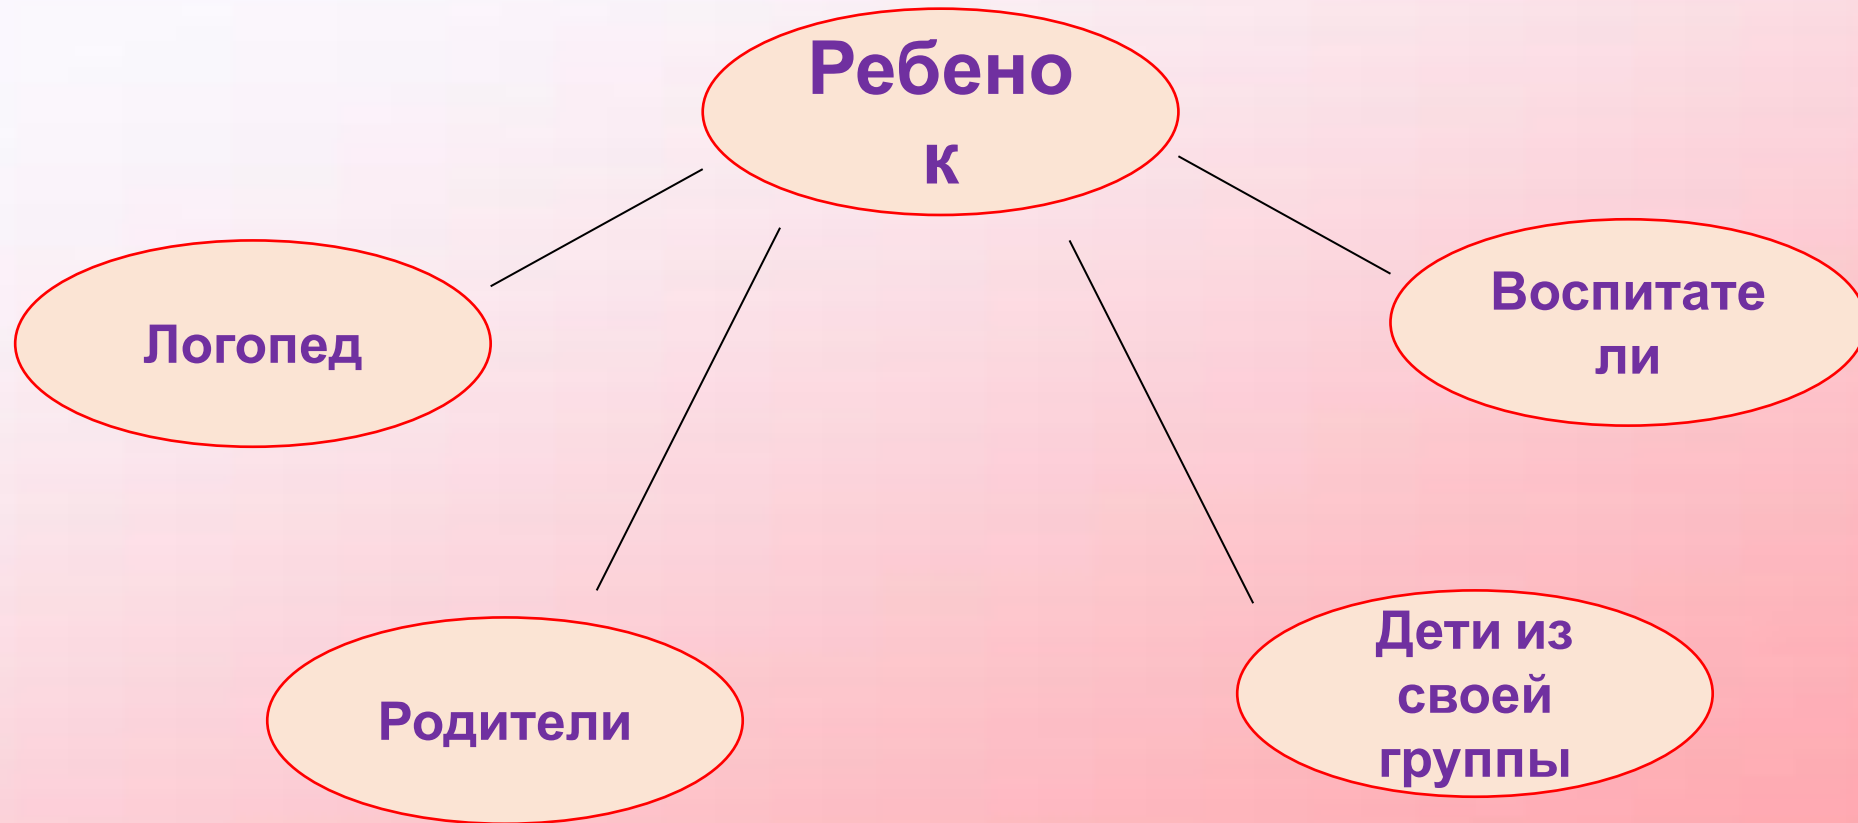 Ребено
к
Логопед
Воспитате
ли
Родители
Дети из
своей
группы